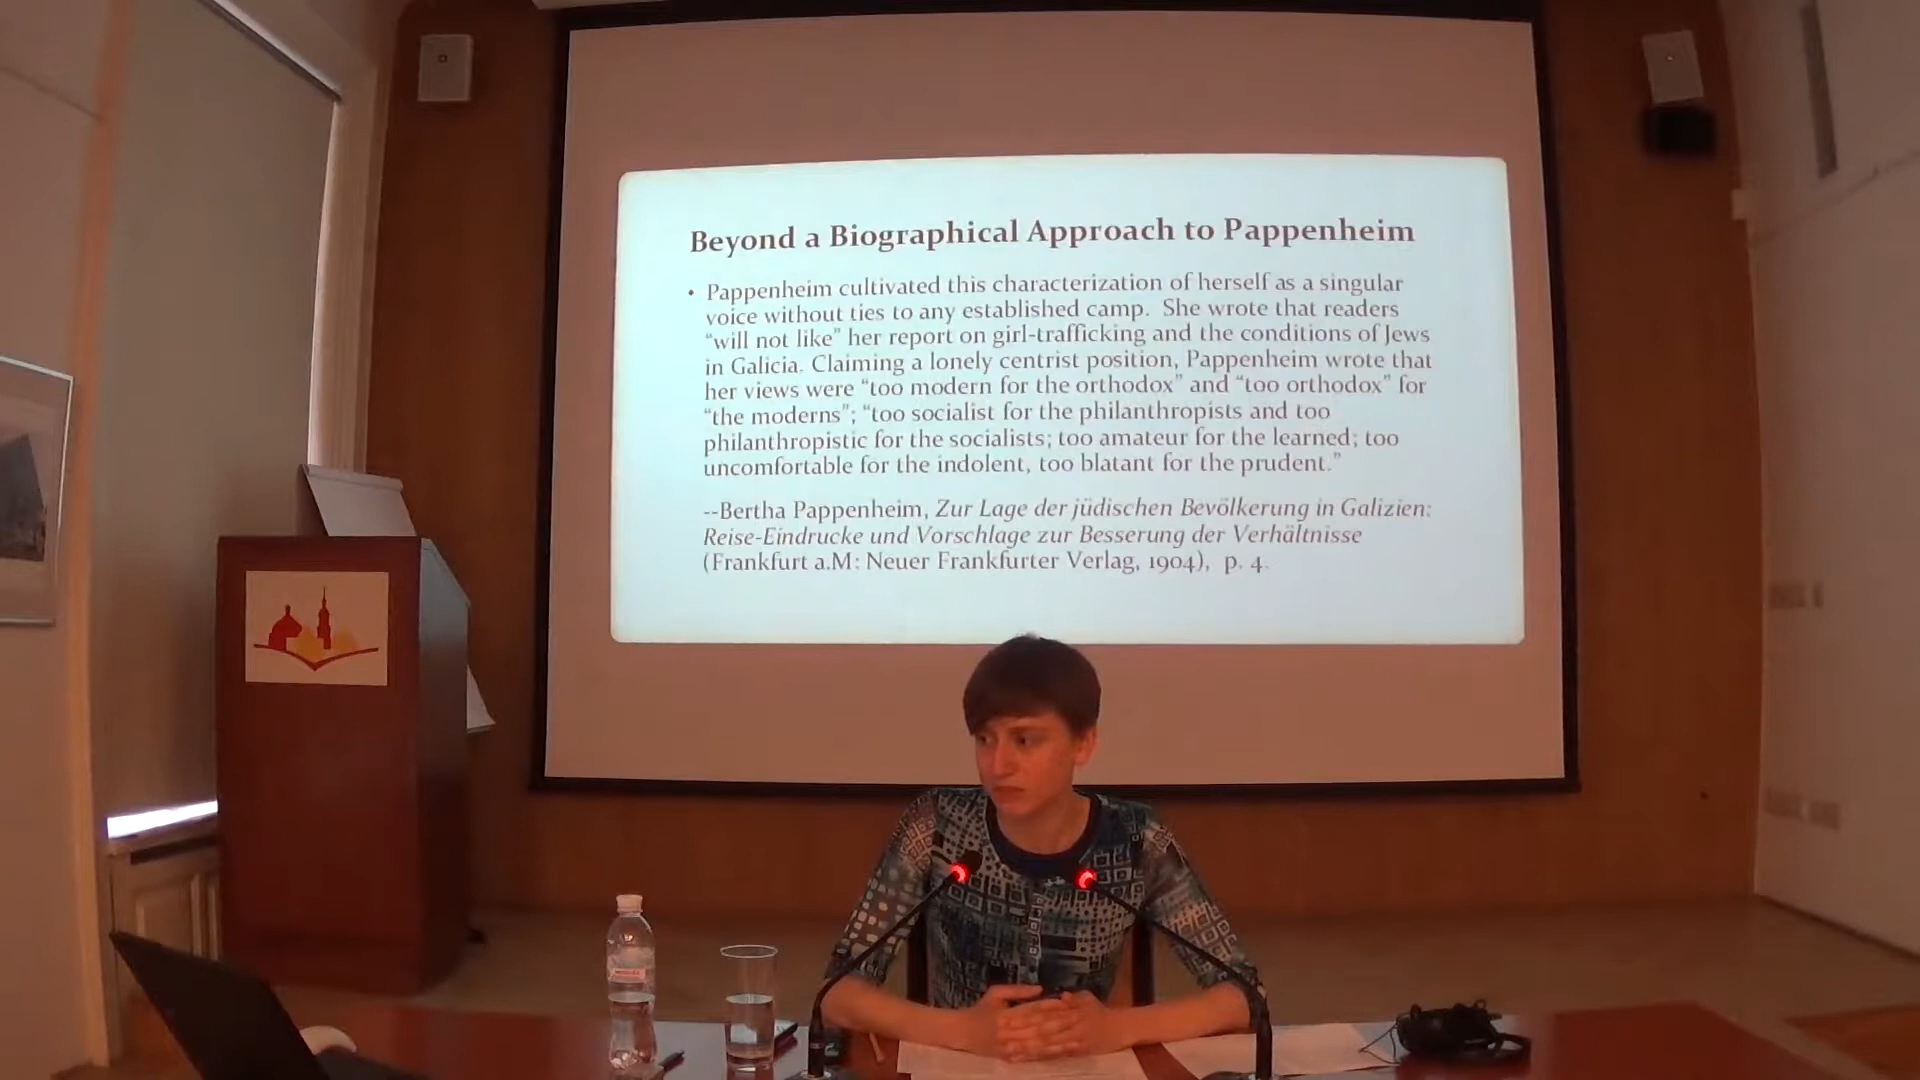 Beyond a Biographical Approach to Pappenheim
• Pappenheim cultivated this characterization of herself as a singular
voice without ties to any established camp. She wrote that readers
“will not like” her report on girl-trafficking and the conditions of Jews
in Galicia. Claiming a lonely centrist position, Pappenheim wrote that
her views were “too modern for the orthodox” and “too orthodox” for
“the moderns”; “too socialist for the philanthropists and too
philanthropistic for the socialists; too amateur for the learned; too
uncomfortable for the indolent, too blatant for the prudent.”
--Bertha Pappenheim, Zur Lage der jüdischen Bevölkerung in Galizien:
Reise-Eindrucke und Vorschlage zur Besserung der Verhältnisse
(Frankfurt a.M: Neuer Frankfurter Verlag, 1904), p. 4.